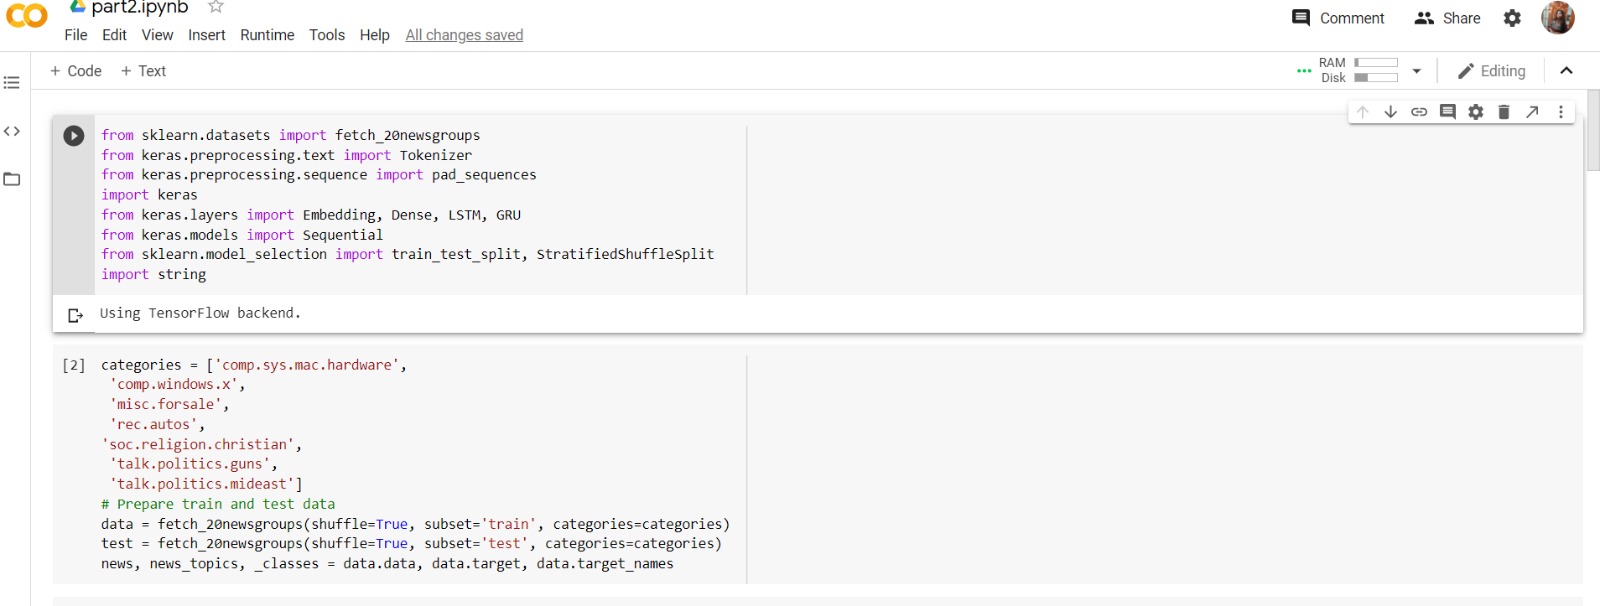 CO
part2.ipynb
File Edit View Insert Runtime Tools Help All changes saved
Comment Share
+ Code + Text
RAM
Disk
Editing
from sklearn.datasets import fetch_20newsgroups
from keras.preprocessing.text import Tokenizer
from keras.preprocessing.sequence import pad_sequences
import keras
from keras.layers import Embedding, Dense, LSTM, GRU
from keras.models import Sequential
from sklearn.model_selection import train_test_split, StratifiedShuffleSplit
import string
Using TensorFlow backend.
[2] categories = ['comp.sys.mac.hardware',
'comp.windows.x',
'misc.forsale',
'rec.autos',
'soc.religion.christian',
'talk.politics.guns',
'talk.politics.mideast']
# Prepare train and test data
data = fetch_20newsgroups(shuffle=True, subset='train', categories=categories)
test = fetch_20newsgroups(shuffle=True, subset='test', categories=categories)
news, news_topics, _classes = data.data, data.target, data.target_names